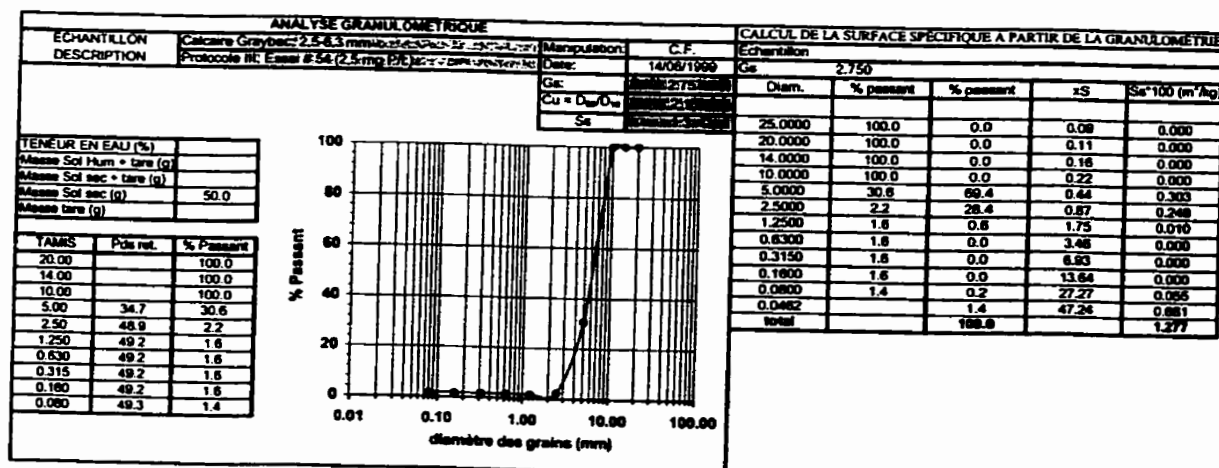 ANALYSE GRANULOMETRIQUE
ÉCHANTILLON Calcaire Graybec: 2.5-6.3 mm
DESCRIPTION Protocole III: Essai # 54 (2.5 mg P/L)
Manipulation: C.F.
Date: 14/06/1999
Gs:
Cu = D60/D10
Ss
TENEUR EN EAU (%)
Masse Sol Hum + tare (g)
Masse Sol sec + tare (g)
Masse Sol sec (g) 50.0
Masse tare (g)
TAMIS Pds ret. % Passant
20.00 100.0
14.00 100.0
10.00 100.0
5.00 34.7 30.6
2.50 48.9 2.2
1.250 49.2 1.6
0.630 49.2 1.6
0.315 49.2 1.6
0.160 49.2 1.6
0.080 49.3 1.4
% Passant
100
80
60
40
20
0
0.01 0.10 1.00 10.00 100.00
diamètre des grains (mm)
CALCUL DE LA SURFACE SPÉCIFIQUE A PARTIR DE LA GRANULOMÉTRIE
Échantillon
Gs 2.750
Diam. % passant % passant xS Ss*100 (m²/kg)
25.0000 100.0 0.0 0.09 0.000
20.0000 100.0 0.0 0.11 0.000
14.0000 100.0 0.0 0.16 0.000
10.0000 100.0 0.0 0.22 0.000
5.0000 30.6 69.4 0.44 0.303
2.5000 2.2 28.4 0.87 0.248
1.2500 1.6 0.6 1.75 0.010
0.6300 1.6 0.0 3.46 0.000
0.3150 1.6 0.0 6.93 0.000
0.1600 1.6 0.0 13.64 0.000
0.0800 1.4 0.2 27.27 0.055
0.0462 1.4 47.24 0.661
total 100.0 1.277